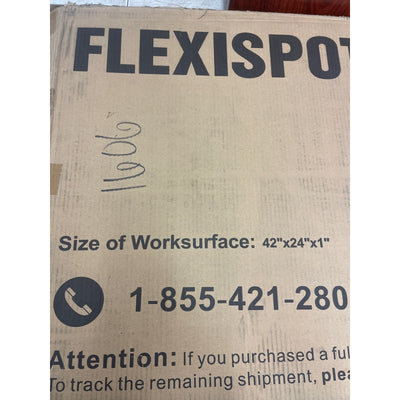 FLEXISPOT
1606
Size of Worksurface: 42"x24"x1"
1-855-421-280
Attention: If you purchased a ful
To track the remaining shipment, plea